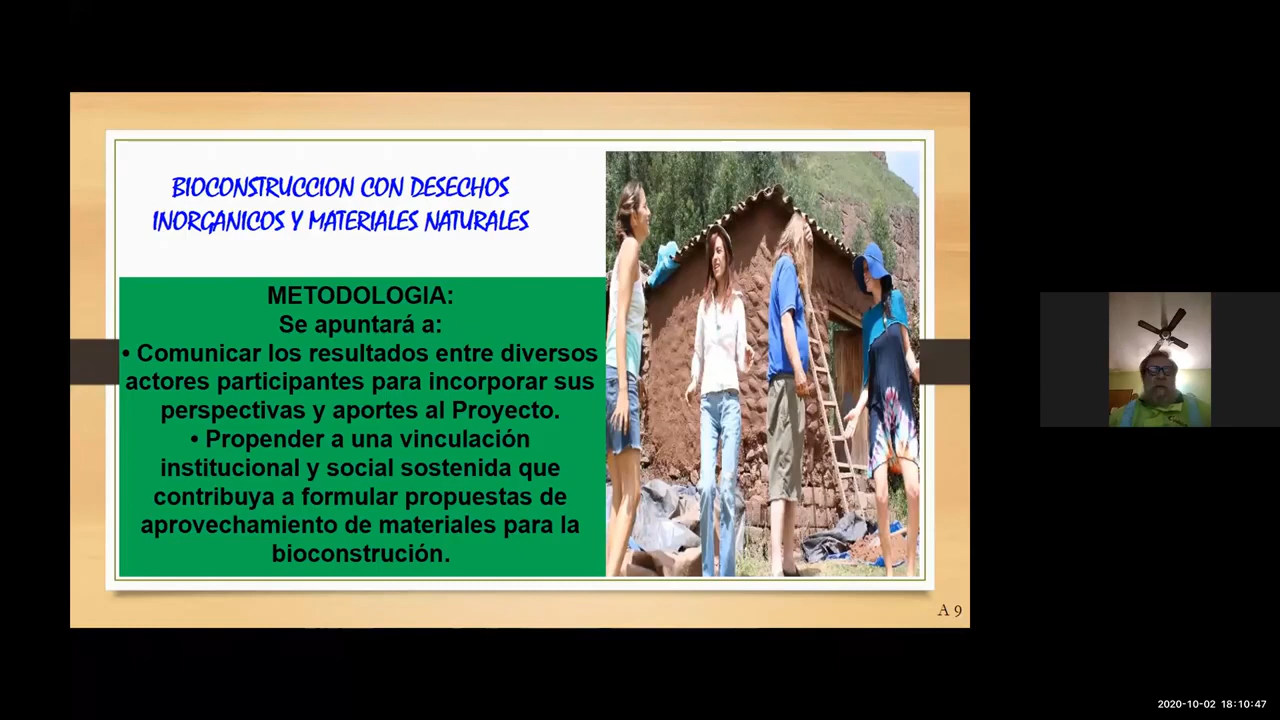 BIOCONSTRUCCION CON DESECHOS
INORGANICOS Y MATERIALES NATURALES
METODOLOGIA:
Se apuntará a:
• Comunicar los resultados entre diversos
actores participantes para incorporar sus
perspectivas y aportes al Proyecto.
• Propender a una vinculación
institucional y social sostenida que
contribuya a formular propuestas de
aprovechamiento de materiales para la
bioconstrución.
A 9
2020-10-02 18:10:47